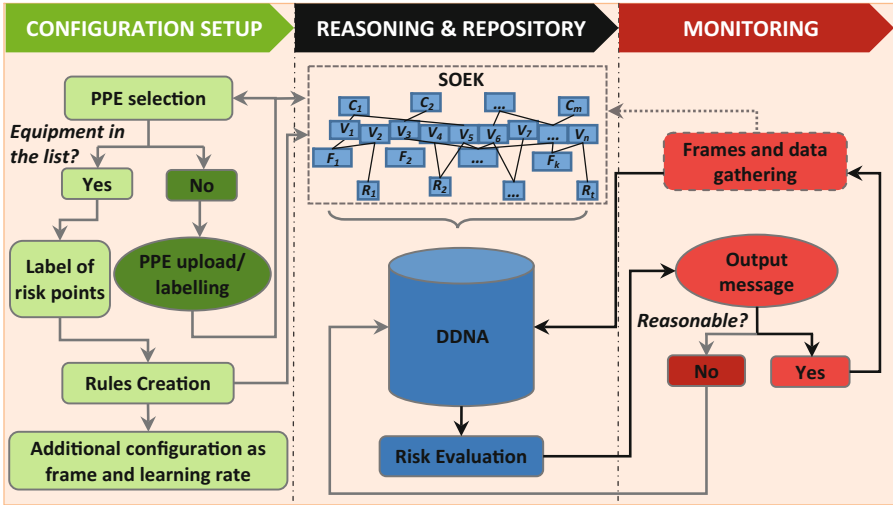 CONFIGURATION SETUP
REASONING & REPOSITORY
MONITORING
PPE selection
Equipment in
the list?
Yes
No
Label of
risk points
PPE upload/
labelling
Rules Creation
Additional configuration as
frame and learning rate
SOEK
C1 C2 ... Cm
V1 V2 V3 V4 V5 V6 V7 ... Vn
F1 F2 ... Fk
R1 R2 ... Rt
DDNA
Risk Evaluation
Frames and data
gathering
Output
message
Reasonable?
No
Yes